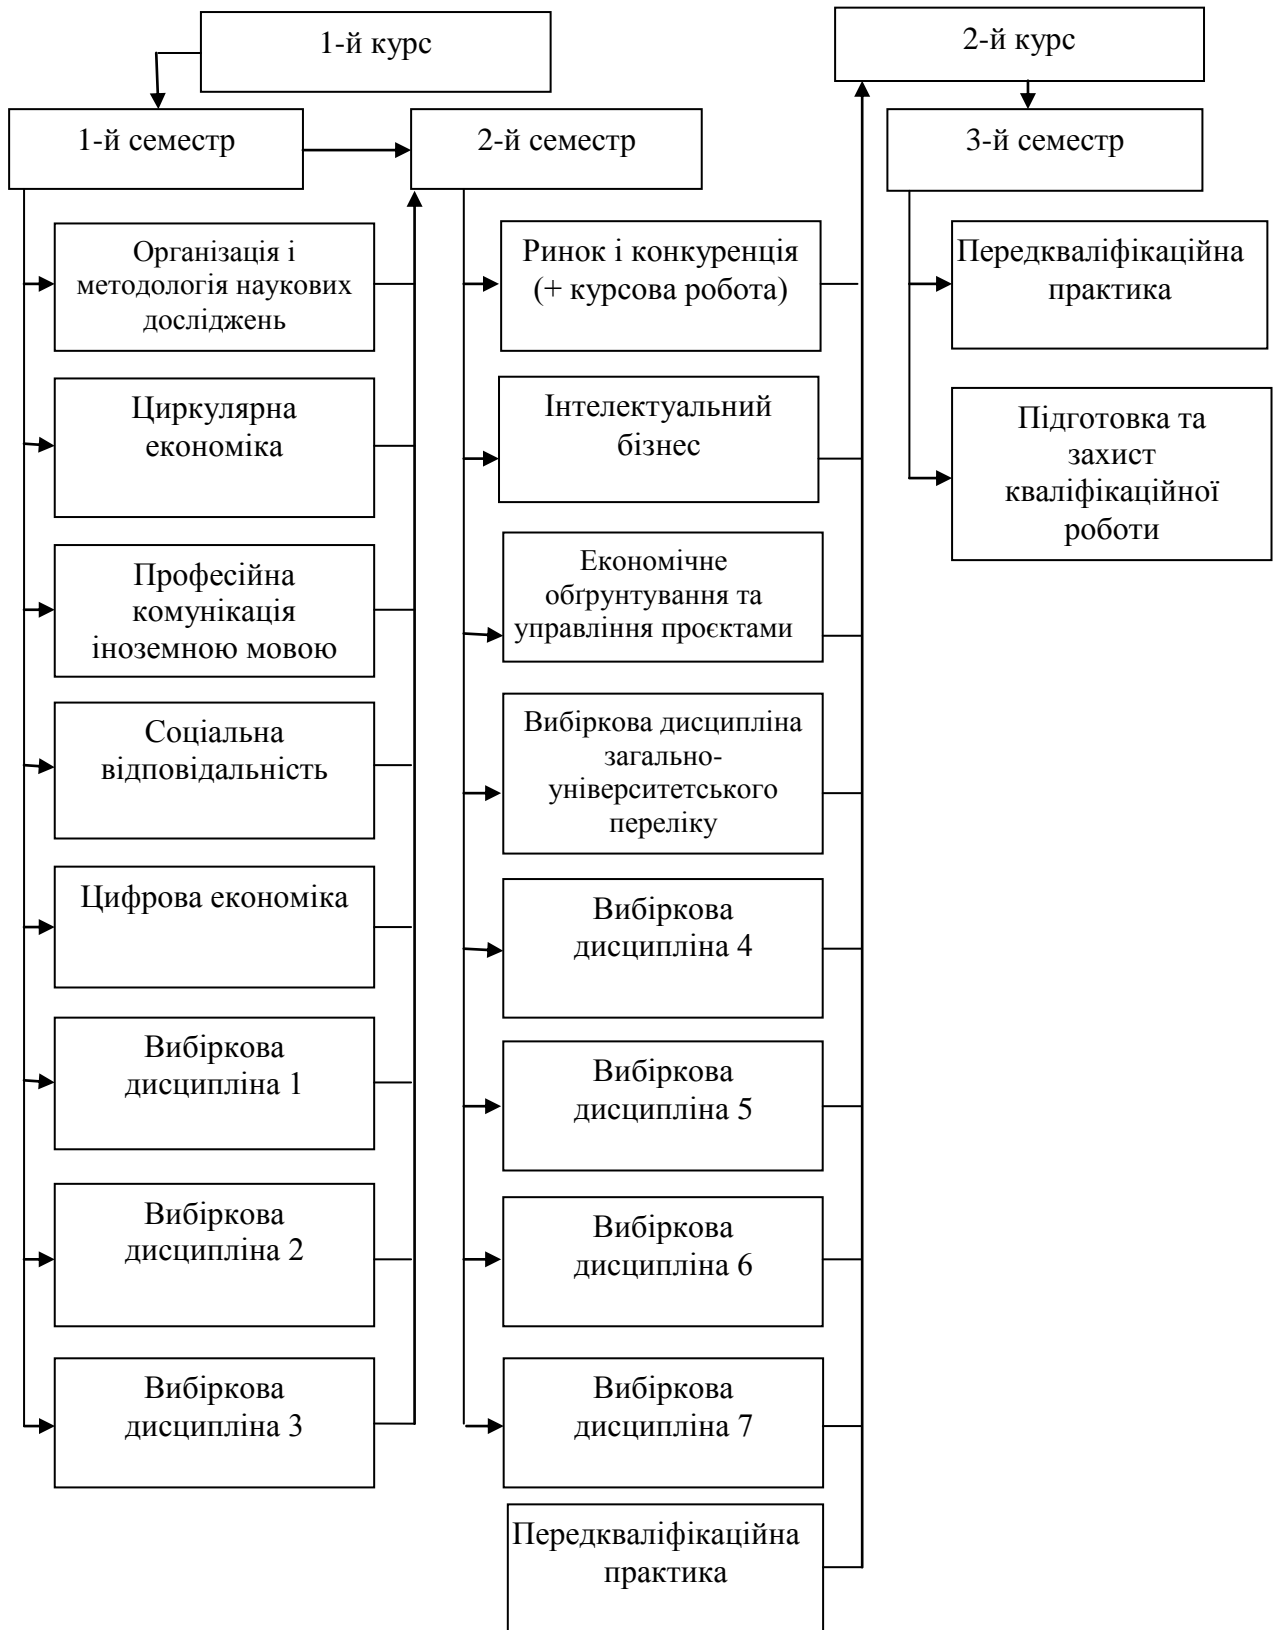 1-й курс
2-й курс
1-й семестр
2-й семестр
3-й семестр
Організація і
методологія наукових
досліджень
Циркулярна
економіка
Професійна
комунікація
іноземною мовою
Соціальна
відповідальність
Цифрова економіка
Вибіркова
дисципліна 1
Вибіркова
дисципліна 2
Вибіркова
дисципліна 3
Ринок і конкуренція
(+ курсова робота)
Інтелектуальний
бізнес
Економічне
обґрунтування та
управління проєктами
Вибіркова дисципліна
загально-
університетського
переліку
Вибіркова
дисципліна 4
Вибіркова
дисципліна 5
Вибіркова
дисципліна 6
Вибіркова
дисципліна 7
Передкваліфікаційна
практика
Передкваліфікаційна
практика
Підготовка та
захист
кваліфікаційної
роботи